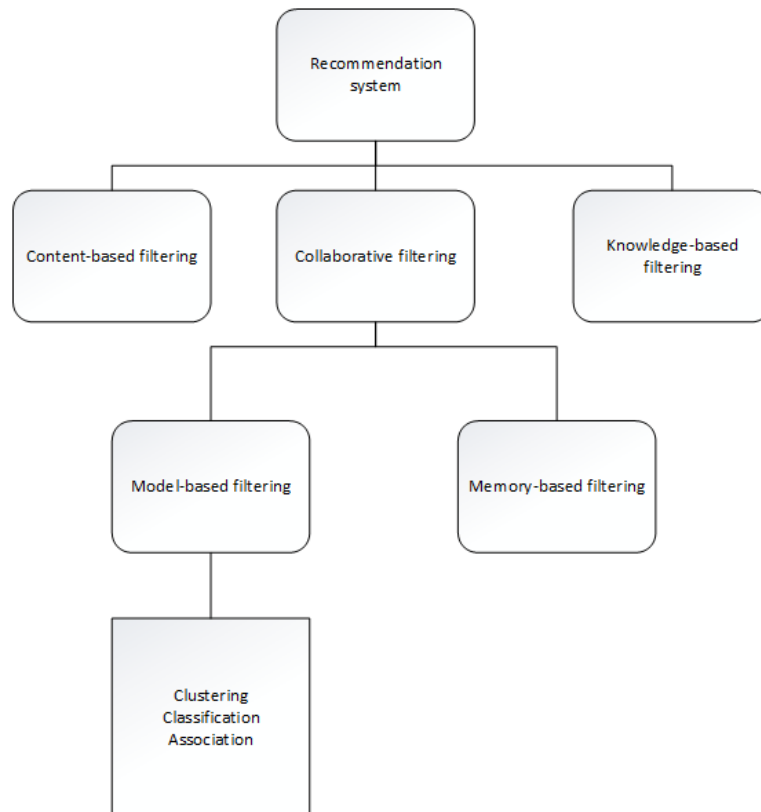 Recommendation
system
Content-based filtering
Collaborative filtering
Knowledge-based
filtering
Model-based filtering
Memory-based filtering
Clustering
Classification
Association